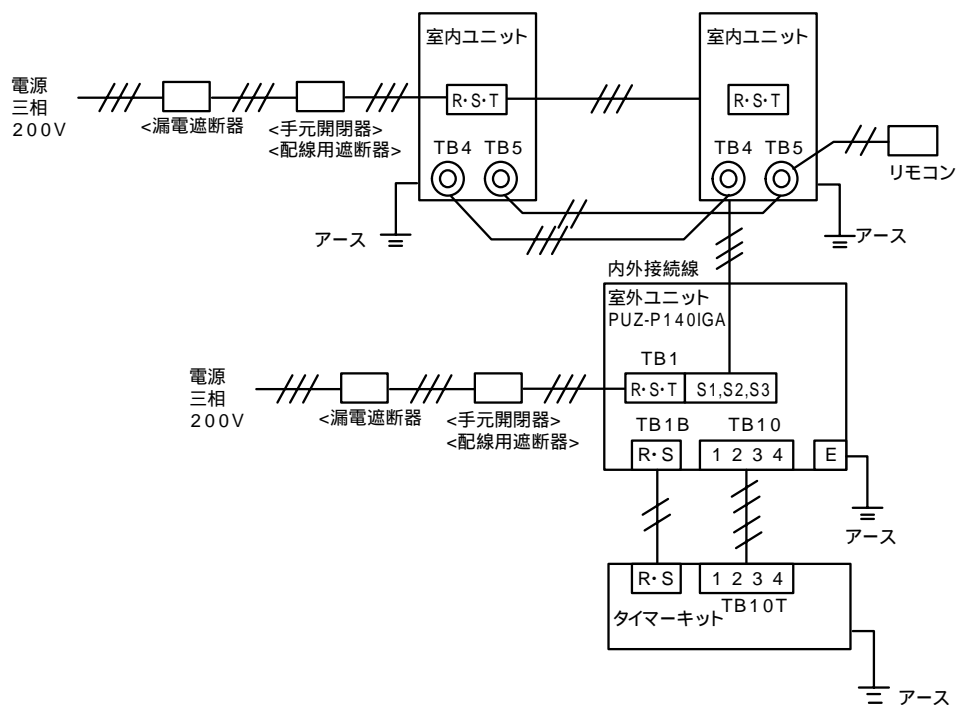 室内ユニット
室内ユニット
電源
三相
200V
R・S・T
R・S・T
<漏電遮断器
<手元開閉器>
<配線用遮断器>
TB4 TB5
TB4 TB5
リモコン
アース
アース
内外接続線
室外ユニット
PUZ-P140IGA
TB1
電源
三相
200V
R・S・T S1,S2,S3
<漏電遮断器
<手元開閉器>
<配線用遮断器>
TB1B TB10
R・S 1 2 3 4 E
アース
R・S 1 2 3 4
TB10T
タイマーキット
アース